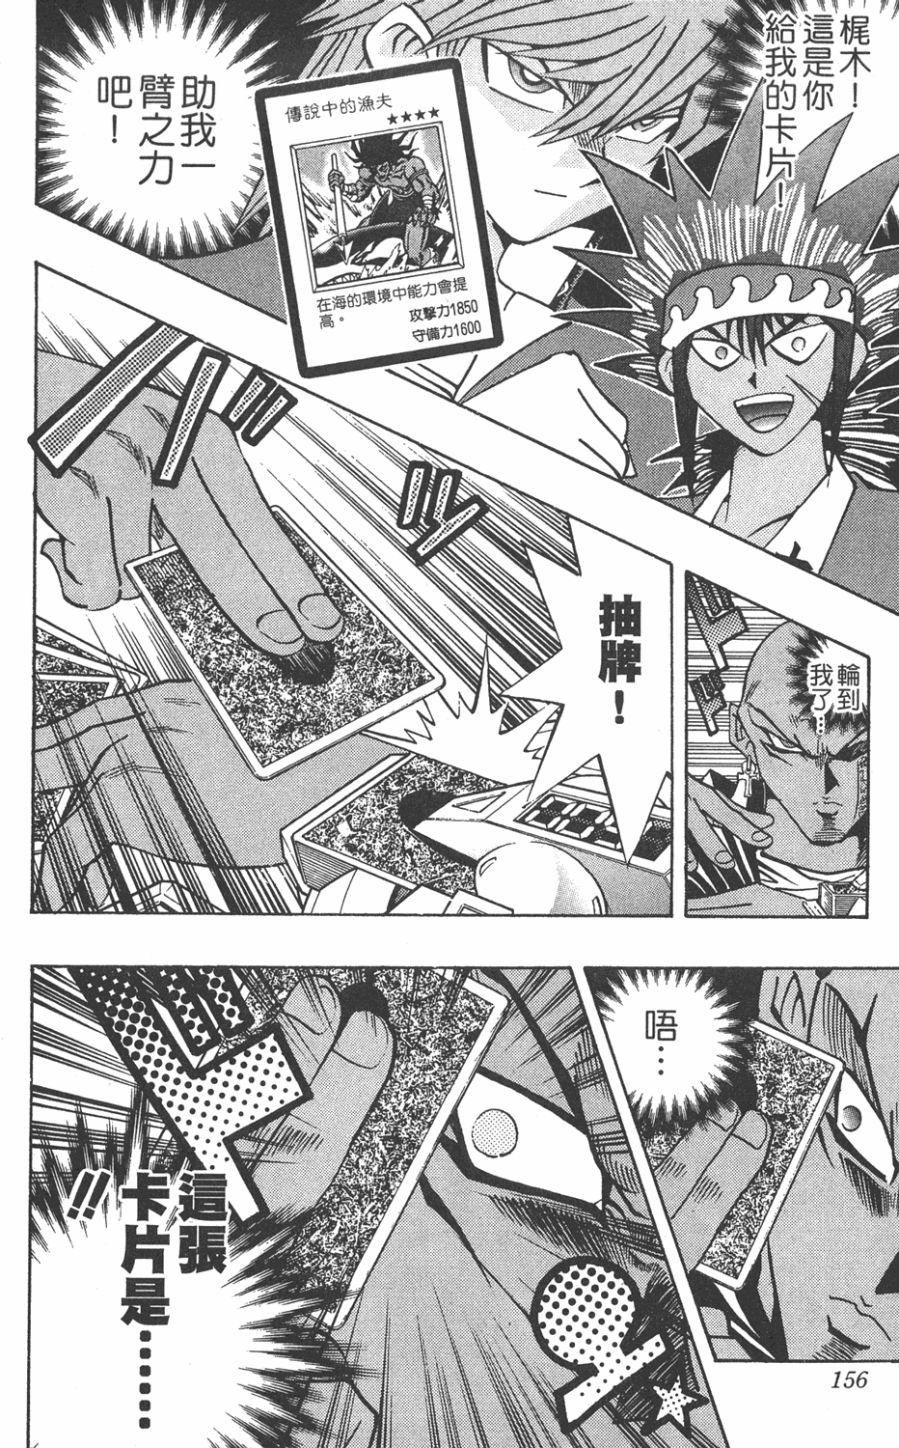 梶木！
這是你
給我的
卡片！
傳說中的漁夫
★★★★
在海的環境中能力會提
高。
攻擊力1850
守備力1600
助我一
臂之力
吧！
輪到
我了…
抽牌！
唔…
這張
卡片是……
!!
156